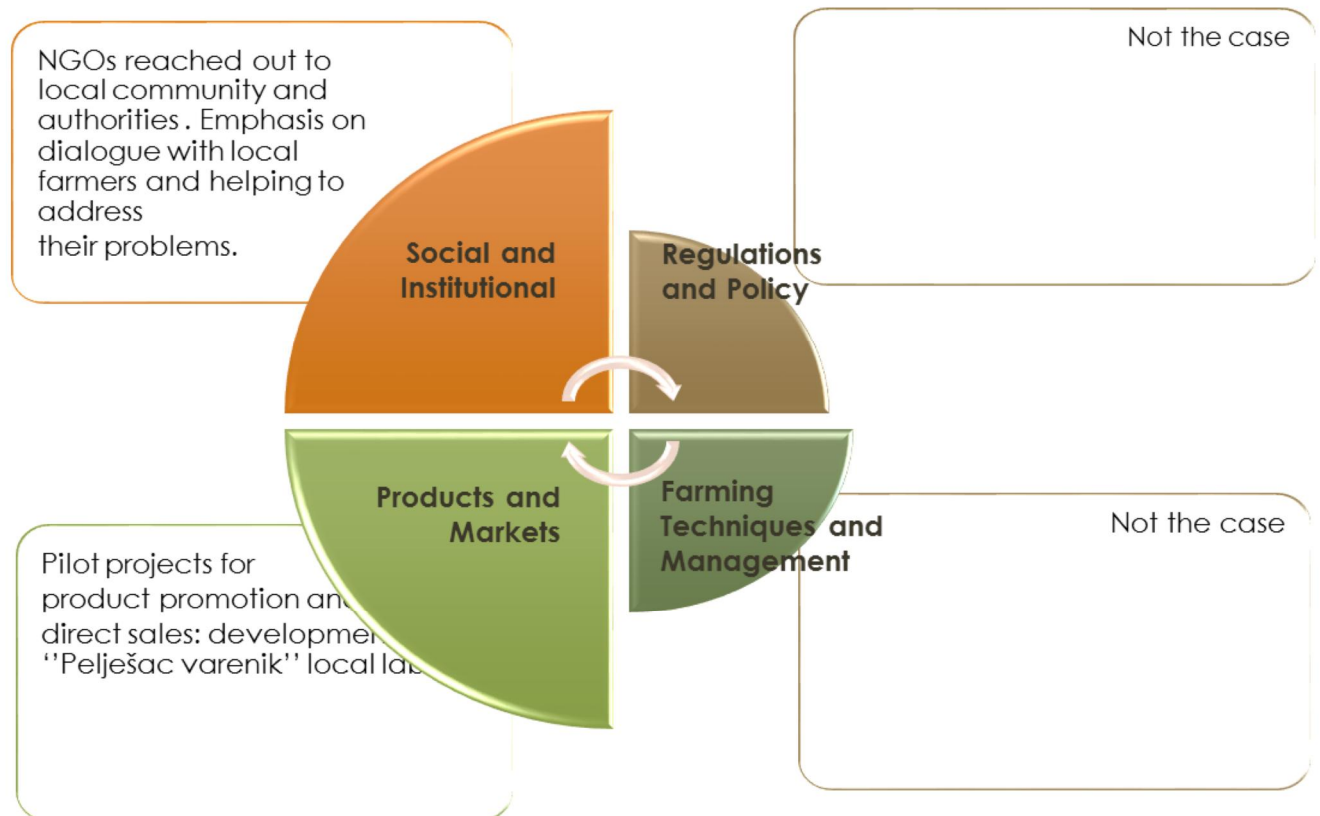 NGOs reached out to
local community and
authorities . Emphasis on
dialogue with local
farmers and helping to
address
their problems.
Not the case
Social and
Institutional
Regulations
and Policy
Products and
Markets
Farming
Techniques and
Management
Pilot projects for
product promotion
direct sales:
‘‘Pelješac varenik’’ local
Not the case